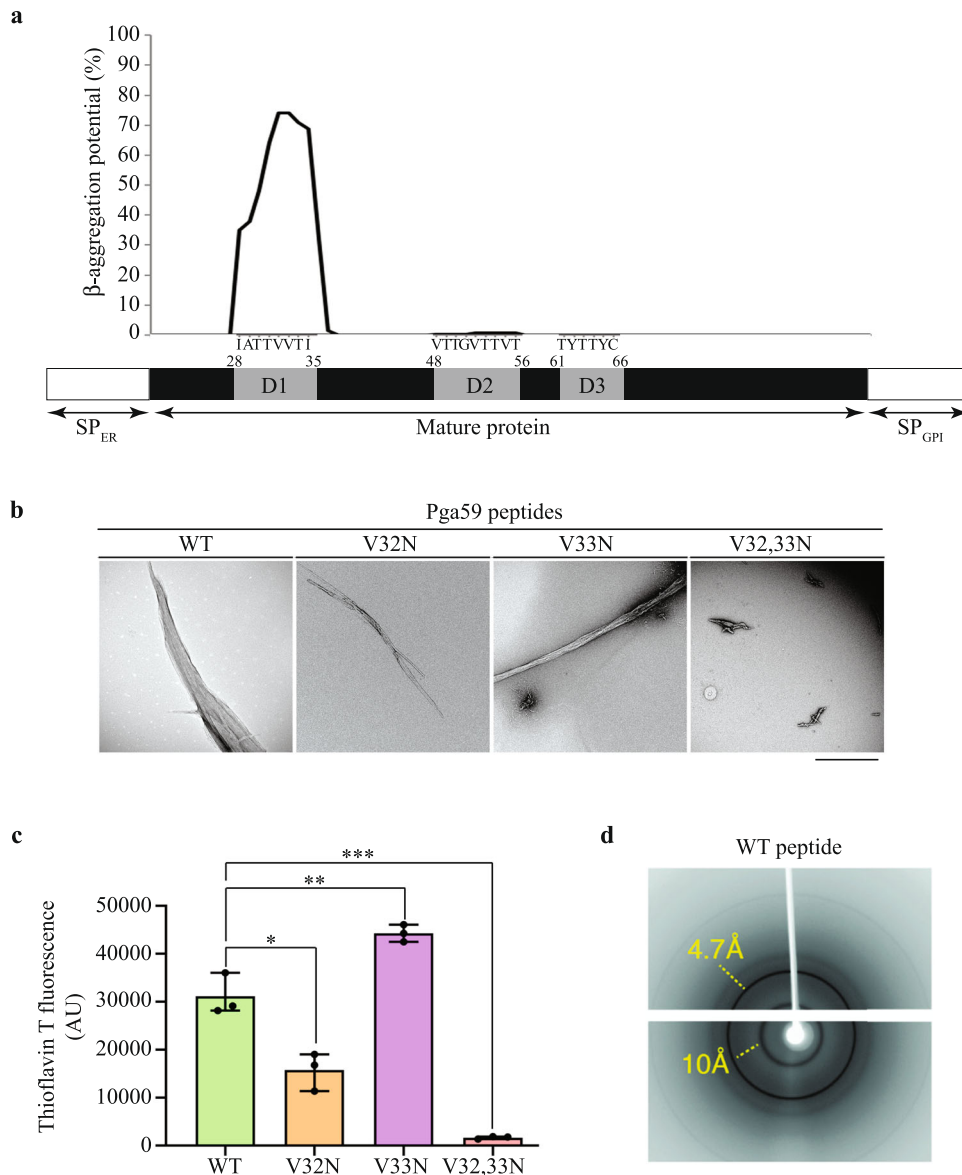 a
β-aggregation potential (%)
100
90
80
70
60
50
40
30
20
10
0
IATTVVTI
VTTGVTTVT
TYTTYC
28 35 48 56 61 66
D1 D2 D3
SP_ER Mature protein SP_GPI
b
Pga59 peptides
WT V32N V33N V32,33N
c
Thioflavin T fluorescence
(AU)
50000
40000
30000
20000
10000
0
***
**
*
WT V32N V33N V32,33N
d
WT peptide
4.7Å
10Å